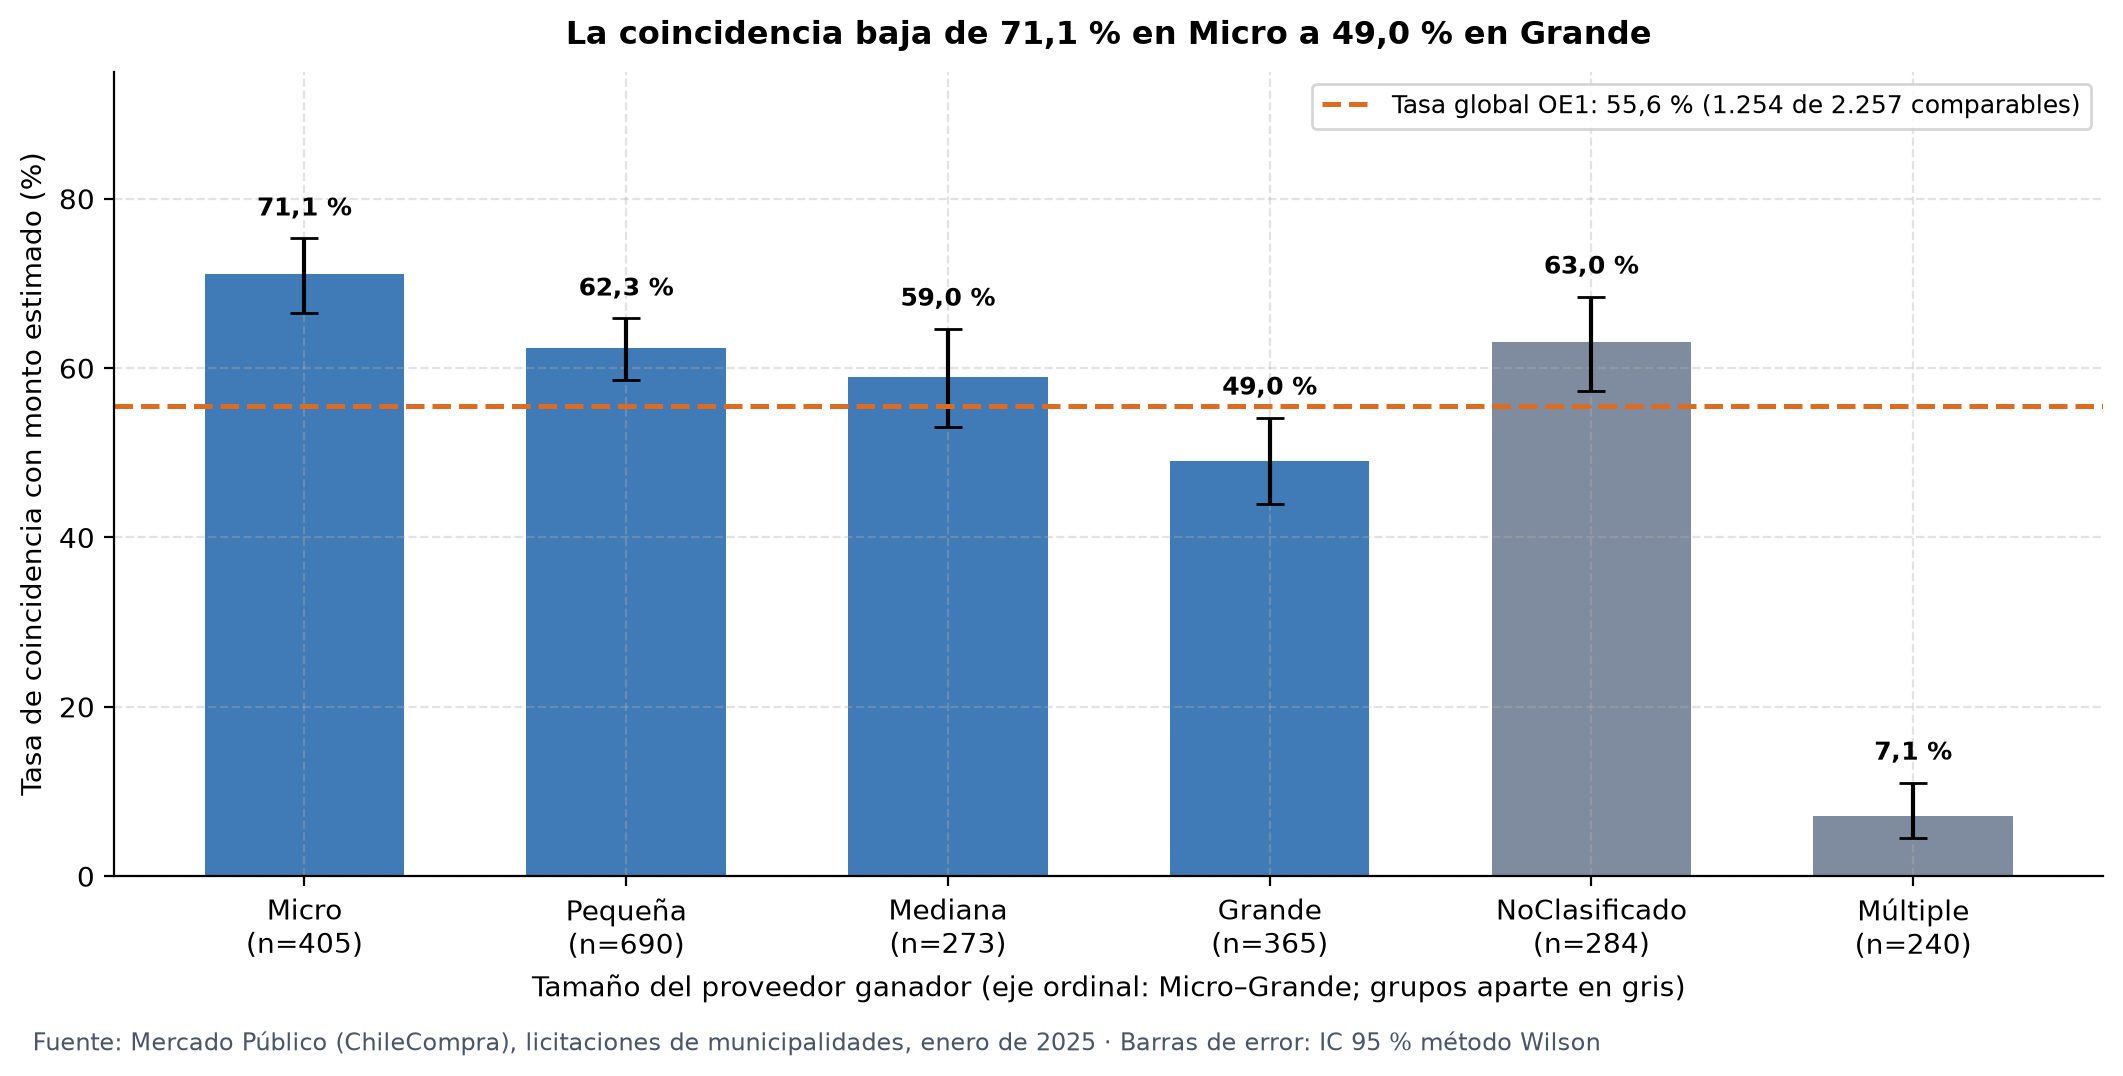 La coincidencia baja de 71,1 % en Micro a 49,0 % en Grande
Tasa global OE1: 55,6 % (1.254 de 2.257 comparables)
Tasa de coincidencia con monto estimado (%)
80
60
40
20
0
71,1 %
62,3 %
59,0 %
49,0 %
63,0 %
7,1 %
Micro
(n=405)
Pequeña
(n=690)
Mediana
(n=273)
Grande
(n=365)
NoClasificado
(n=284)
Múltiple
(n=240)
Tamaño del proveedor ganador (eje ordinal: Micro–Grande; grupos aparte en gris)
Fuente: Mercado Público (ChileCompra), licitaciones de municipalidades, enero de 2025 · Barras de error: IC 95 % método Wilson